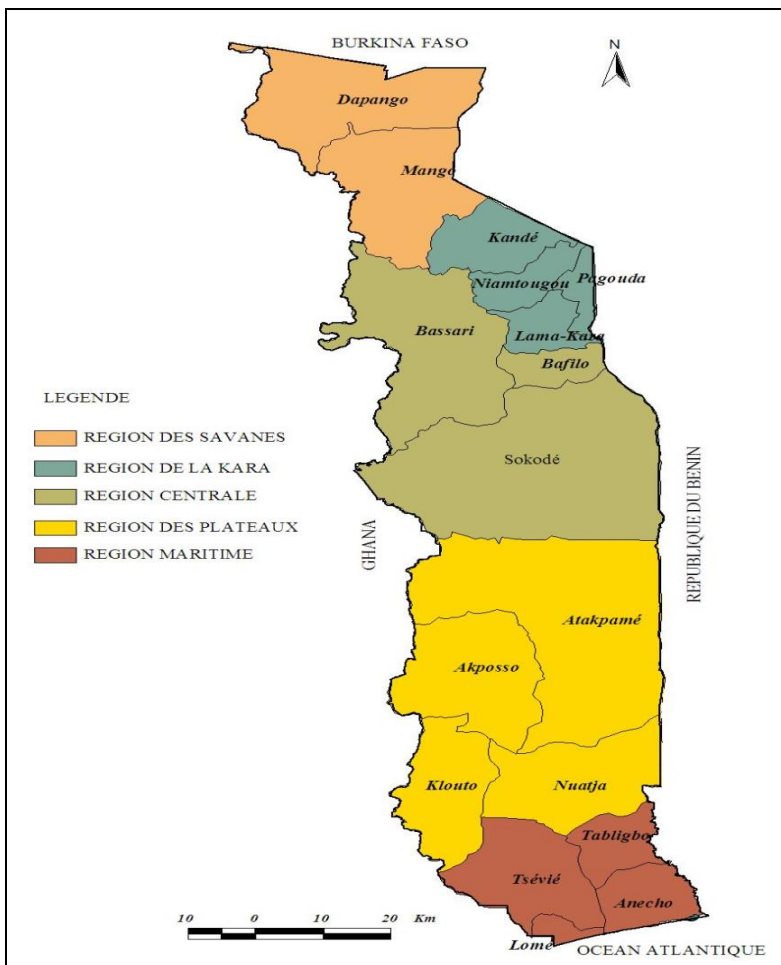 BURKINA FASO
N
Dapango
Mango
Kandé
Pagouda
Niamtougou
Bassari
Lama-Kara
Bafilo
LEGENDE
REGION DES SAVANES
REGION DE LA KARA
REGION CENTRALE
REGION DES PLATEAUX
REGION MARITIME
Sokodé
GHANA
REPUBLIQUE DU BENIN
Atakpamé
Akposso
Klouto
Nuatja
Tabligbo
Tsévié
Anecho
10 0 10 20 Km
Lomé
OCEAN ATLANTIQUE